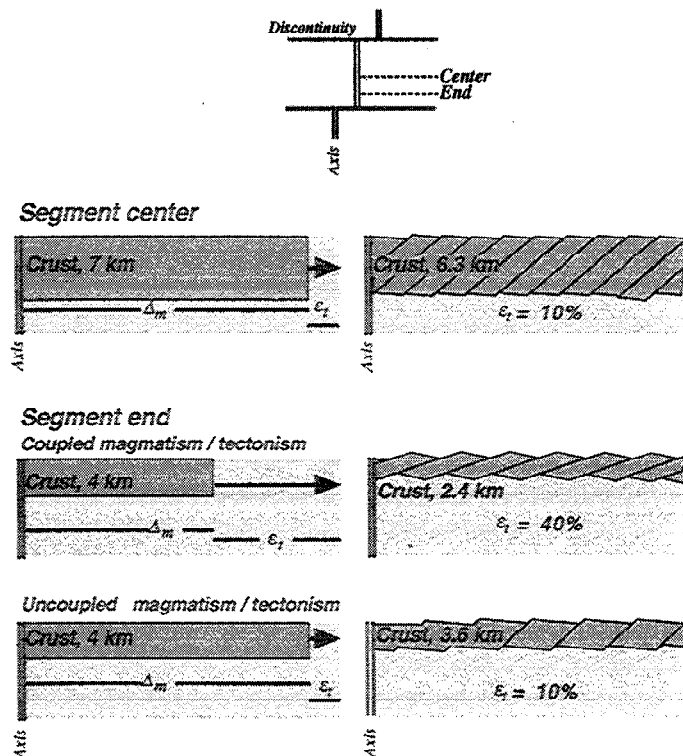 Discontinuity
Center
End
Axis
Segment center
Crust, 7 km
Δm
εt
Axis
Crust, 6.3 km
εt = 10%
Axis
Segment end
Coupled magmatism / tectonism
Crust, 4 km
Δm
εt
Axis
Crust, 2.4 km
εt = 40%
Axis
Uncoupled magmatism / tectonism
Crust, 4 km
Δm
εt
Axis
Crust, 3.6 km
εt = 10%
Axis